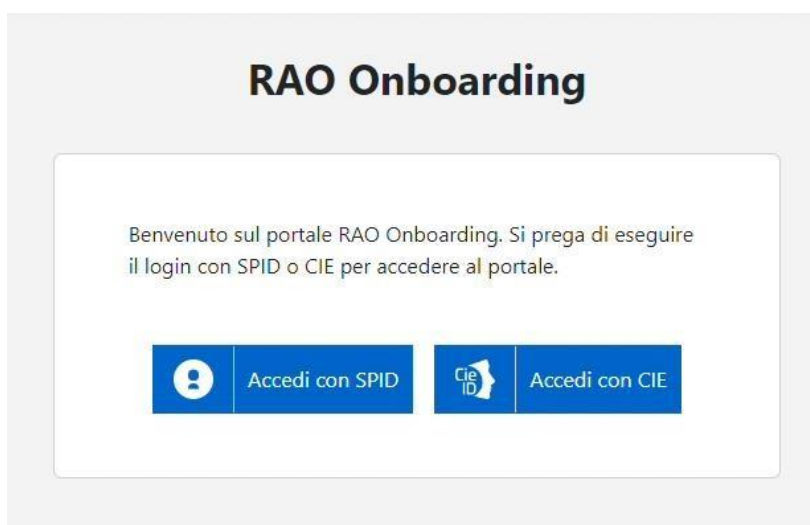 RAO Onboarding
Benvenuto sul portale RAO Onboarding. Si prega di eseguire
il login con SPID o CIE per accedere al portale.
Accedi con SPID
Cie
ID
Accedi con CIE